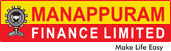 MANAPPURAM
FINANCE LIMITED
Make Life Easy